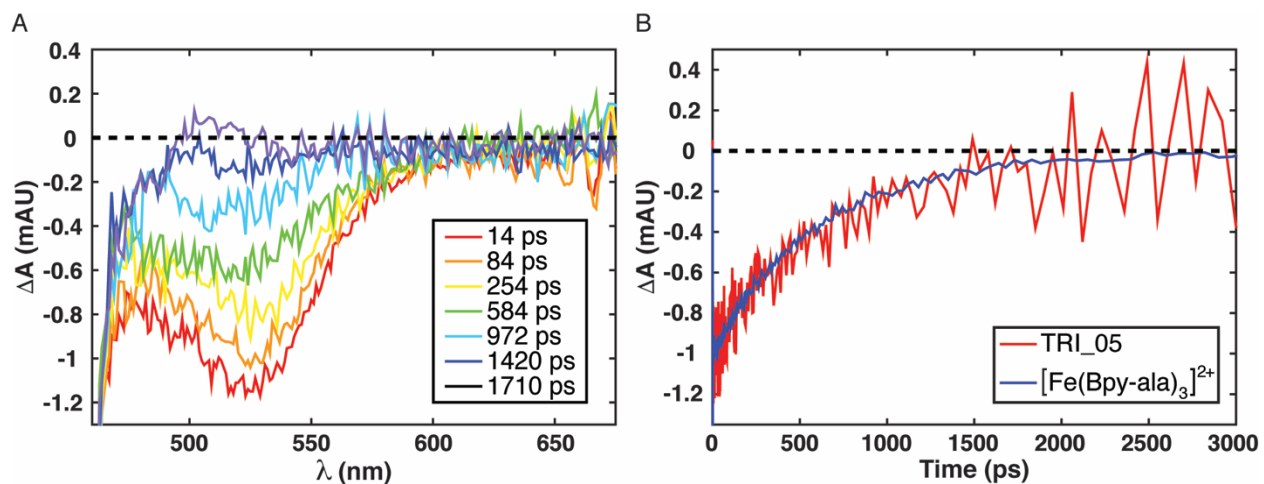 A
0.4
0.2
0
-0.2
-0.4
-0.6
-0.8
-1
-1.2
ΔA (mAU)
500
550
600
650
λ (nm)
14 ps
84 ps
254 ps
584 ps
972 ps
1420 ps
1710 ps
B
0.4
0.2
0
-0.2
-0.4
-0.6
-0.8
-1
-1.2
ΔA (mAU)
0
500
1000
1500
2000
2500
3000
Time (ps)
TRI_05
[Fe(Bpy-ala)₃]²⁺